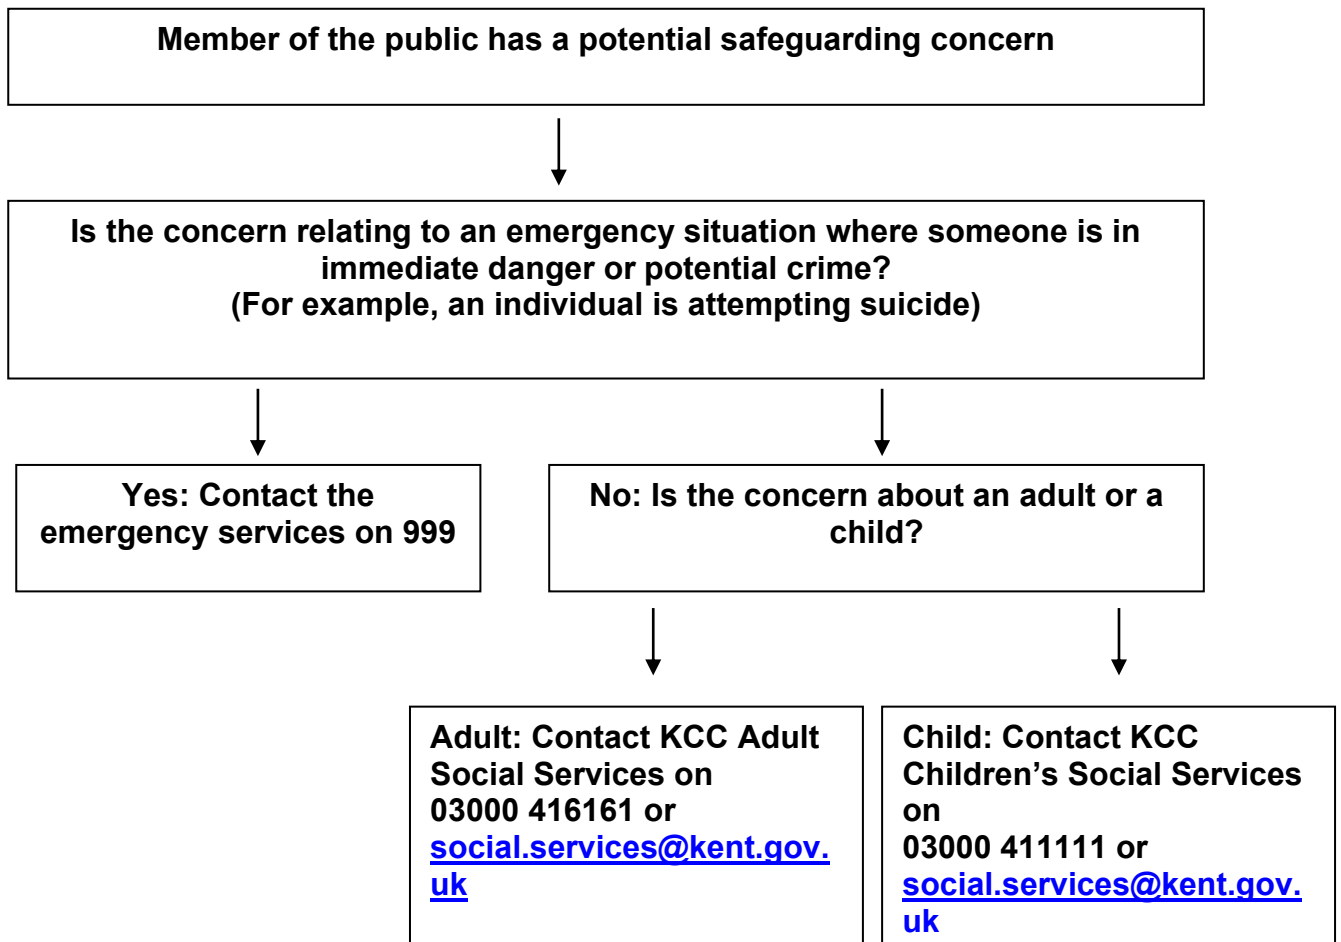 Member of the public has a potential safeguarding concern
Is the concern relating to an emergency situation where someone is in
immediate danger or potential crime?
(For example, an individual is attempting suicide)
Yes: Contact the
emergency services on 999
No: Is the concern about an adult or a
child?
Adult: Contact KCC Adult
Social Services on
03000 416161 or
social.services@kent.gov.
uk
Child: Contact KCC
Children’s Social Services
on
03000 411111 or
social.services@kent.gov.
uk